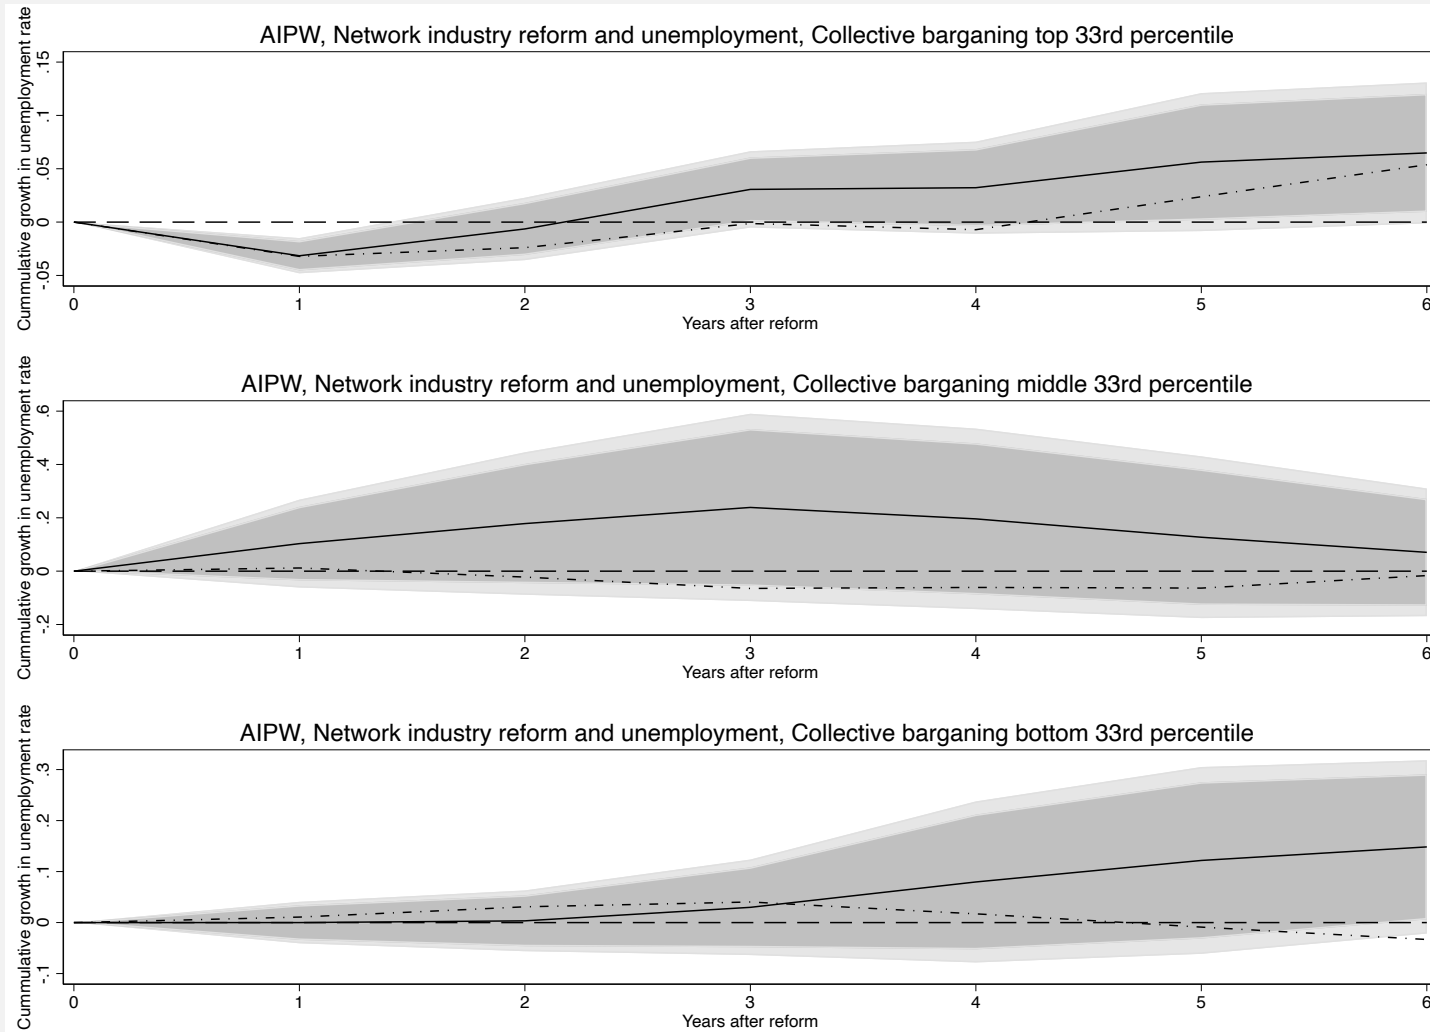 AIPW, Network industry reform and unemployment, Collective barganing top 33rd percentile
Cummulative growth in unemployment rate
.15
.1
.05
0
-.05
0 1 2 3 4 5 6
Years after reform
AIPW, Network industry reform and unemployment, Collective barganing middle 33rd percentile
Cummulative growth in unemployment rate
.6
.4
.2
0
-.2
0 1 2 3 4 5 6
Years after reform
AIPW, Network industry reform and unemployment, Collective barganing bottom 33rd percentile
Cummulative growth in unemployment rate
.3
.2
.1
0
-.1
0 1 2 3 4 5 6
Years after reform